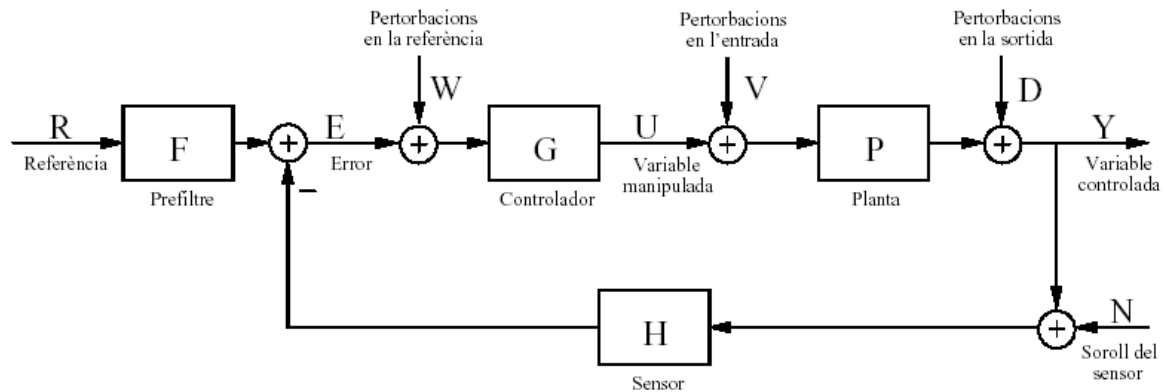 Pertorbacions
en la referència
Pertorbacions
en l'entrada
Pertorbacions
en la sortida
W
V
D
R
F
+
E
+
G
U
+
P
+
Y
Referència
Error
Variable
manipulada
Variable
controlada
Prefiltre
−
Controlador
Planta
H
+
N
Sensor
Soroll del
sensor